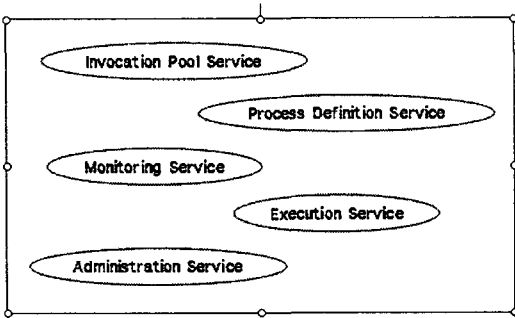 Invocation Pool Service
Process Definition Service
Monitoring Service
Execution Service
Administration Service